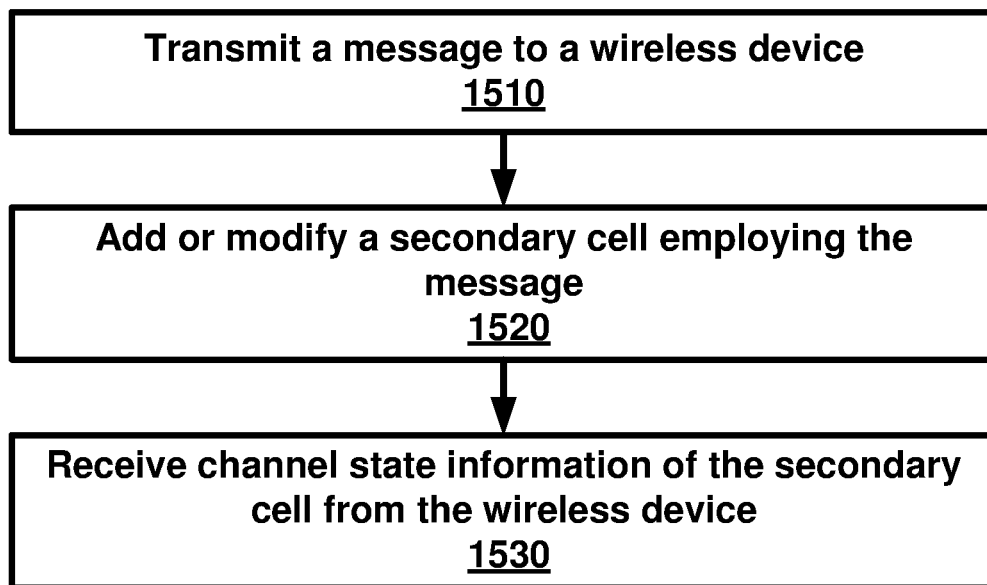 Transmit a message to a wireless device
1510
Add or modify a secondary cell employing the
message
1520
Receive channel state information of the secondary
cell from the wireless device
1530